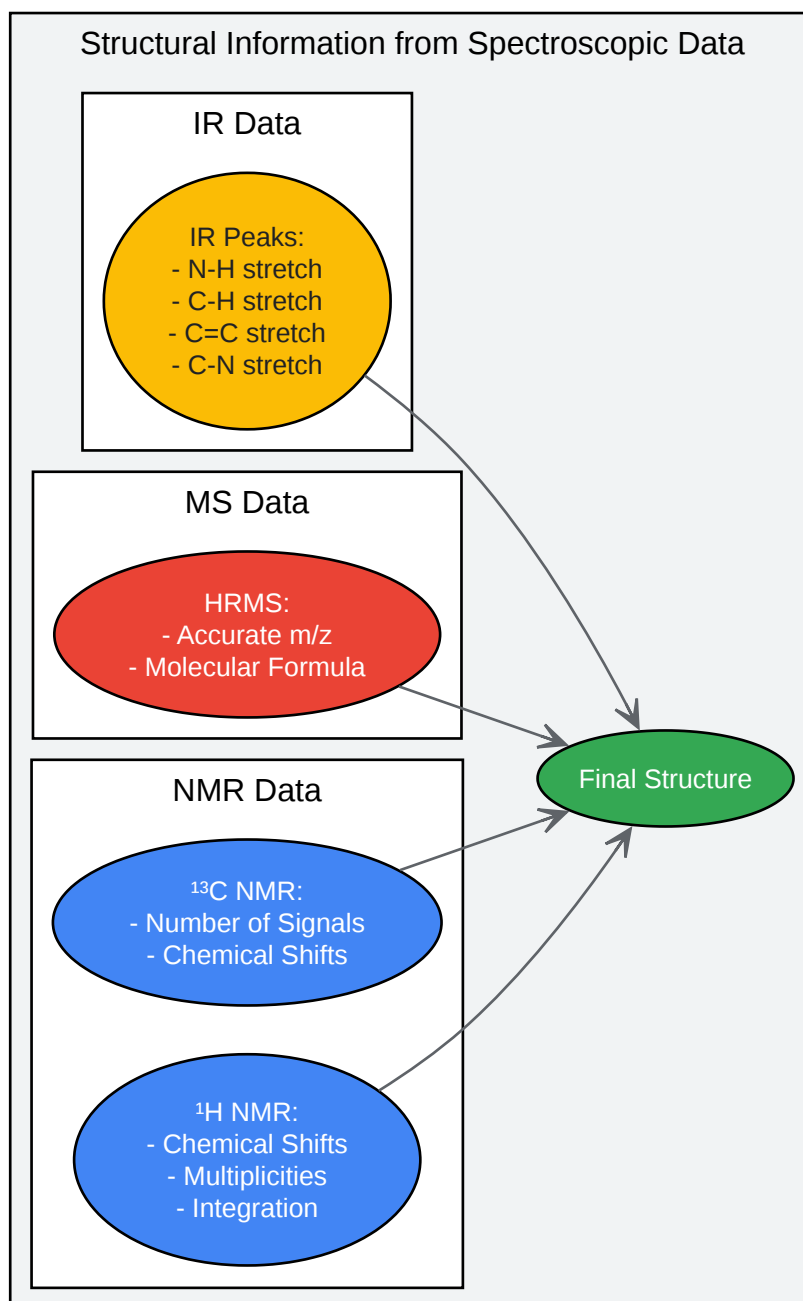 Structural Information from Spectroscopic Data
IR Data
IR Peaks:
- N-H stretch
- C-H stretch
- C=C stretch
- C-N stretch
MS Data
HRMS:
- Accurate m/z
- Molecular Formula
Final Structure
NMR Data
¹³C NMR:
- Number of Signals
- Chemical Shifts
¹H NMR:
- Chemical Shifts
- Multiplicities
- Integration